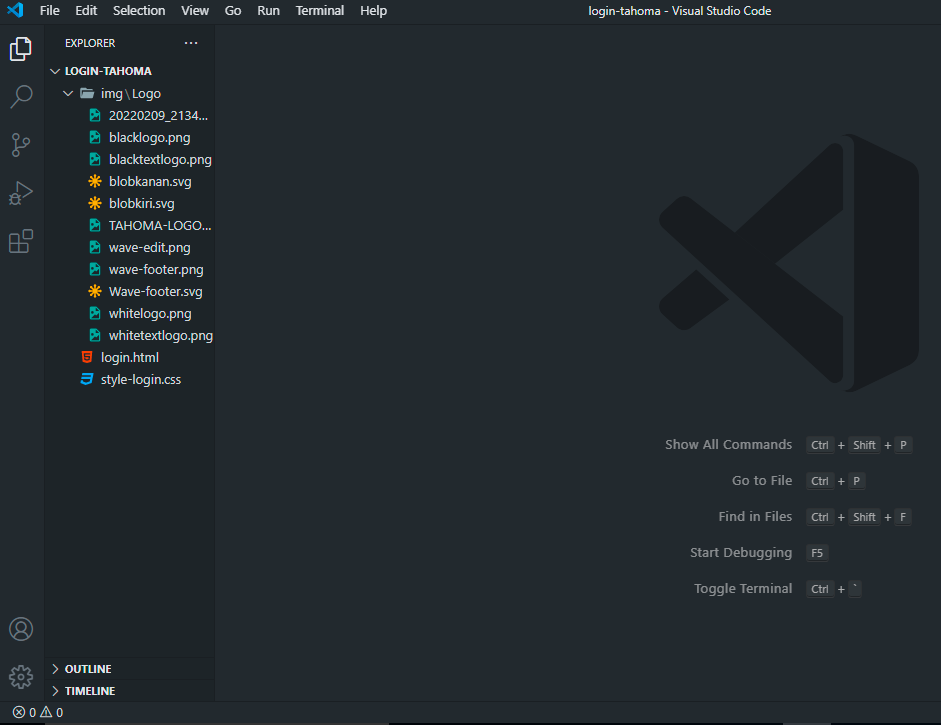 File Edit Selection View Go Run Terminal Help login-tahoma - Visual Studio Code
EXPLORER ...
LOGIN-TAHOMA
img\Logo
20220209_2134...
blacklogo.png
blacktextlogo.png
blobkanan.svg
blobkiri.svg
TAHOMA-LOGO...
wave-edit.png
wave-footer.png
Wave-footer.svg
whitelogo.png
whitetextlogo.png
login.html
style-login.css
Show All Commands Ctrl + Shift + P
Go to File Ctrl + P
Find in Files Ctrl + Shift + F
Start Debugging F5
Toggle Terminal Ctrl + `
OUTLINE
TIMELINE
0 0